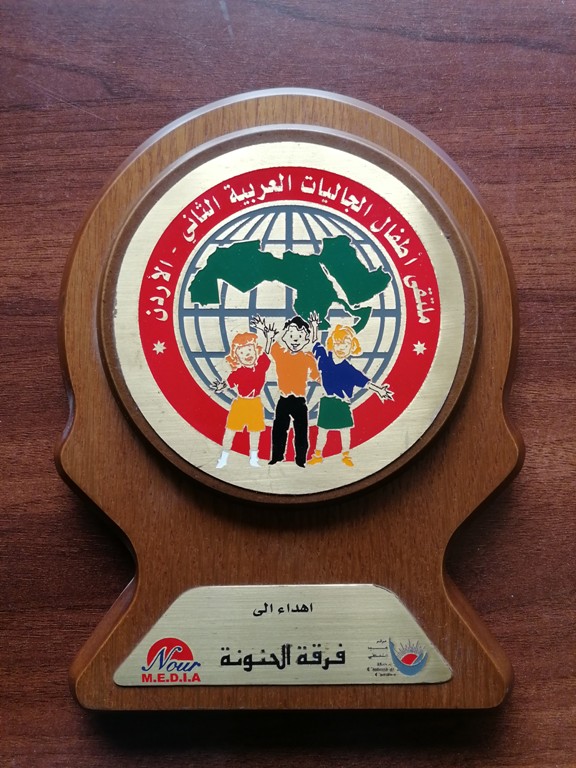 ملتقى أطفال الجاليات العربية الثاني - الأردن
اهداء الى
فرقة الحنونة
Nour
M.E.D.I.A